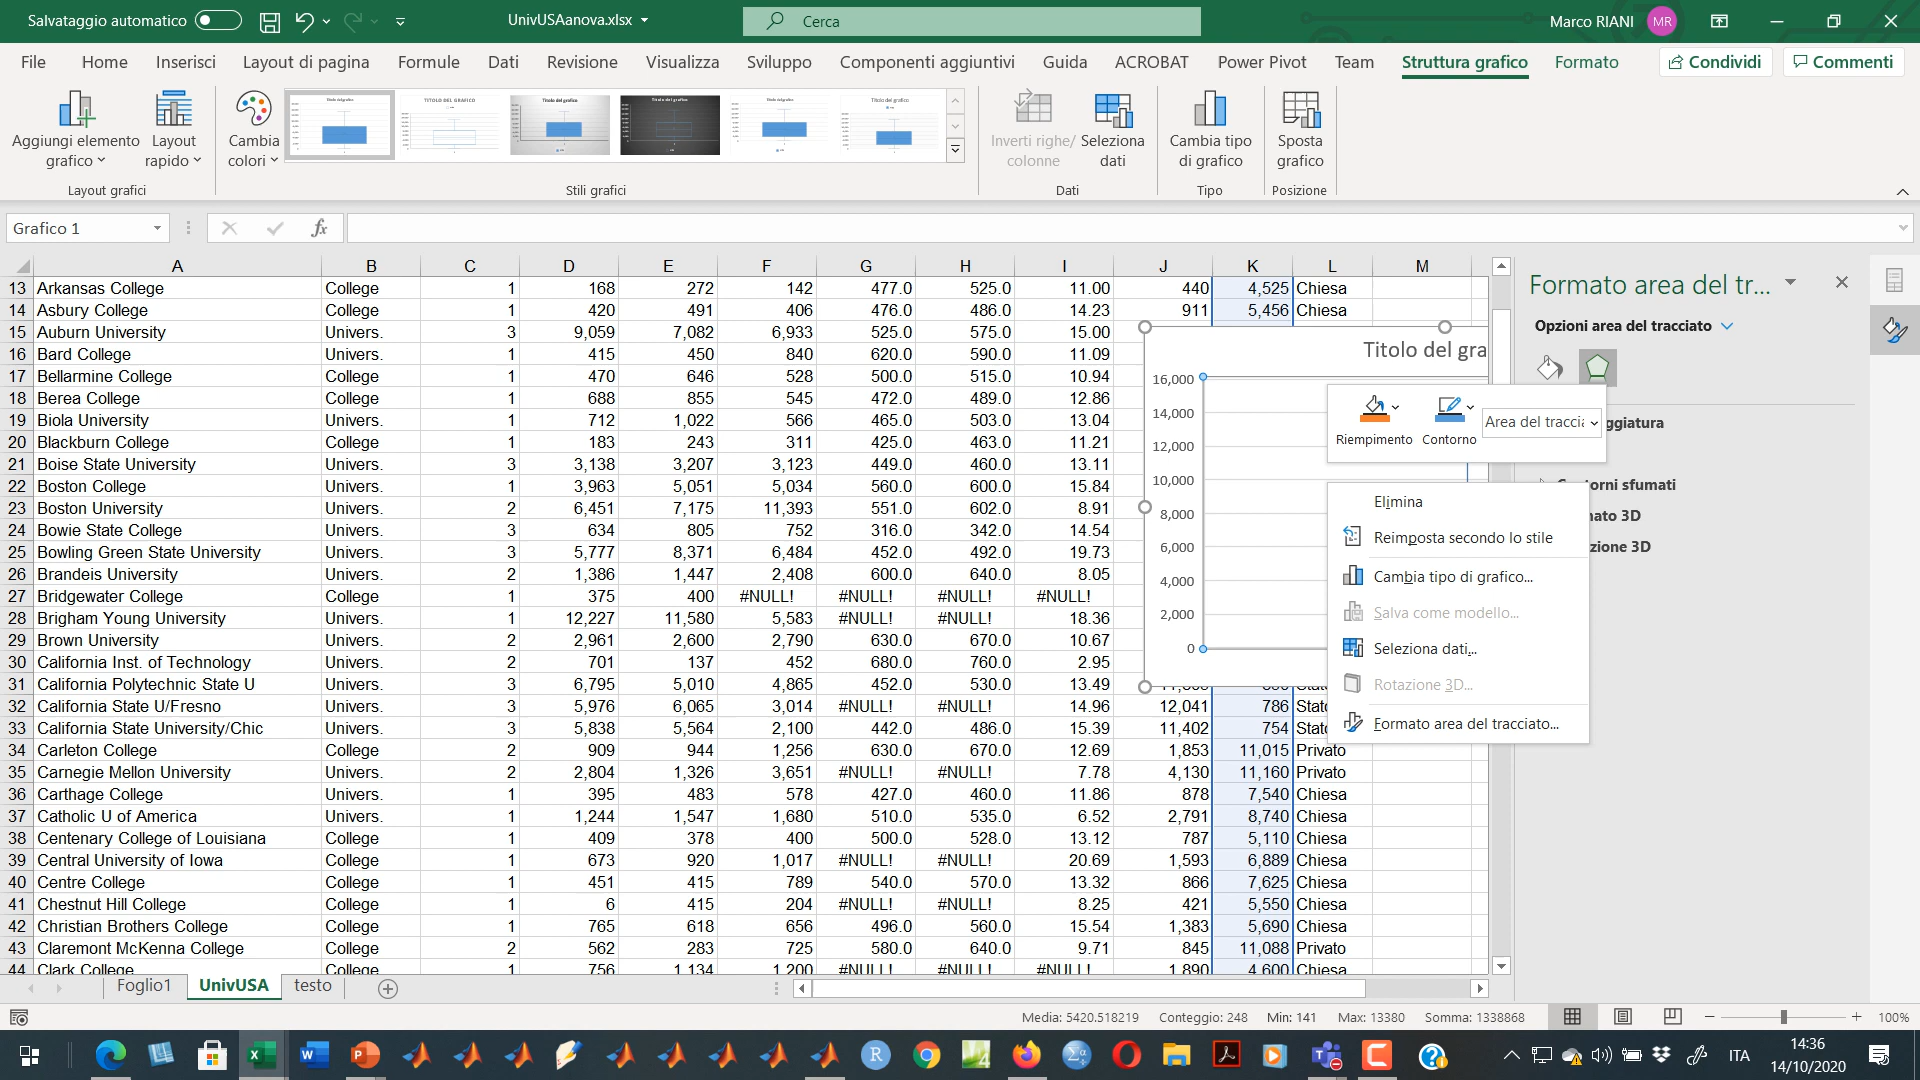 Salvataggio automatico
UnivUSAanova.xlsx
Cerca
Marco RIANI MR
File Home Inserisci Layout di pagina Formule Dati Revisione Visualizza Sviluppo Componenti aggiuntivi Guida ACROBAT Power Pivot Team Struttura grafico Formato Condividi Commenti
Aggiungi elemento grafico
Layout rapido
Cambia colori
Inverti righe/ colonne
Seleziona dati
Cambia tipo di grafico
Sposta grafico
Layout grafici Stili grafici Dati Tipo Posizione
Grafico 1 fx
A B C D E F G H I J K L M
13 Arkansas College College 1 168 272 142 477.0 525.0 11.00 440 4,525 Chiesa
14 Asbury College College 1 420 491 406 476.0 486.0 14.23 911 5,456 Chiesa
15 Auburn University Univers. 3 9,059 7,082 6,933 525.0 575.0 15.00
16 Bard College Univers. 1 415 450 840 620.0 590.0 11.09
17 Bellarmine College College 1 470 646 528 500.0 515.0 10.94
18 Berea College College 1 688 855 545 472.0 489.0 12.86
19 Biola University Univers. 1 712 1,022 566 465.0 503.0 13.04
20 Blackburn College College 1 183 243 311 425.0 463.0 11.21
21 Boise State University Univers. 3 3,138 3,207 3,123 449.0 460.0 13.11
22 Boston College Univers. 1 3,963 5,051 5,034 560.0 600.0 15.84
23 Boston University Univers. 2 6,451 7,175 11,393 551.0 602.0 8.91
24 Bowie State College College 3 634 805 752 316.0 342.0 14.54
25 Bowling Green State University Univers. 3 5,777 8,371 6,484 452.0 492.0 19.73
26 Brandeis University Univers. 2 1,386 1,447 2,408 600.0 640.0 8.05
27 Bridgewater College College 1 375 400 #NULL! #NULL! #NULL! #NULL!
28 Brigham Young University Univers. 1 12,227 11,580 5,583 #NULL! #NULL! 18.36
29 Brown University Univers. 2 2,961 2,600 2,790 630.0 670.0 10.67
30 California Inst. of Technology Univers. 2 701 137 452 680.0 760.0 2.95
31 California Polytechnic State U Univers. 3 6,795 5,010 4,865 452.0 530.0 13.49
32 California State U/Fresno Univers. 3 5,976 6,065 3,014 #NULL! #NULL! 14.96 12,041 786
33 California State University/Chic Univers. 3 5,838 5,564 2,100 442.0 486.0 15.39 11,402 754
34 Carleton College College 2 909 944 1,256 630.0 670.0 12.69 1,853 11,015 Privato
35 Carnegie Mellon University Univers. 2 2,804 1,326 3,651 #NULL! #NULL! 7.78 4,130 11,160 Privato
36 Carthage College Univers. 1 395 483 578 427.0 460.0 11.86 878 7,540 Chiesa
37 Catholic U of America Univers. 1 1,244 1,547 1,680 510.0 535.0 6.52 2,791 8,740 Chiesa
38 Centenary College of Louisiana College 1 409 378 400 500.0 528.0 13.12 787 5,110 Chiesa
39 Central University of Iowa College 1 673 920 1,017 #NULL! #NULL! 20.69 1,593 6,889 Chiesa
40 Centre College College 1 451 415 789 540.0 570.0 13.32 866 7,625 Chiesa
41 Chestnut Hill College College 1 6 415 204 #NULL! #NULL! 8.25 421 5,550 Chiesa
42 Christian Brothers College College 1 765 618 656 496.0 560.0 15.54 1,383 5,690 Chiesa
43 Claremont McKenna College College 2 562 283 725 580.0 640.0 9.71 845 11,088 Privato
44 Clark College College 1 756 1,134 1,200 #NULL! #NULL! #NULL! 1,890 4,600 Chiesa
Titolo del gra
16,000
14,000
12,000
10,000
8,000
6,000
4,000
2,000
0
Riempimento Contorno Area del traccia
Elimina
Reimposta secondo lo stile
Cambia tipo di grafico...
Salva come modello...
Seleziona dati...
Rotazione 3D...
Formato area del tracciato...
Formato area del tr...
Opzioni area del tracciato
ggiatura
orni sfumati
nato 3D
zione 3D
Foglio1 UnivUSA testo
Media: 5420.518219 Conteggio: 248 Min: 141 Max: 13380 Somma: 1338868 100%
ITA
14:36
14/10/2020